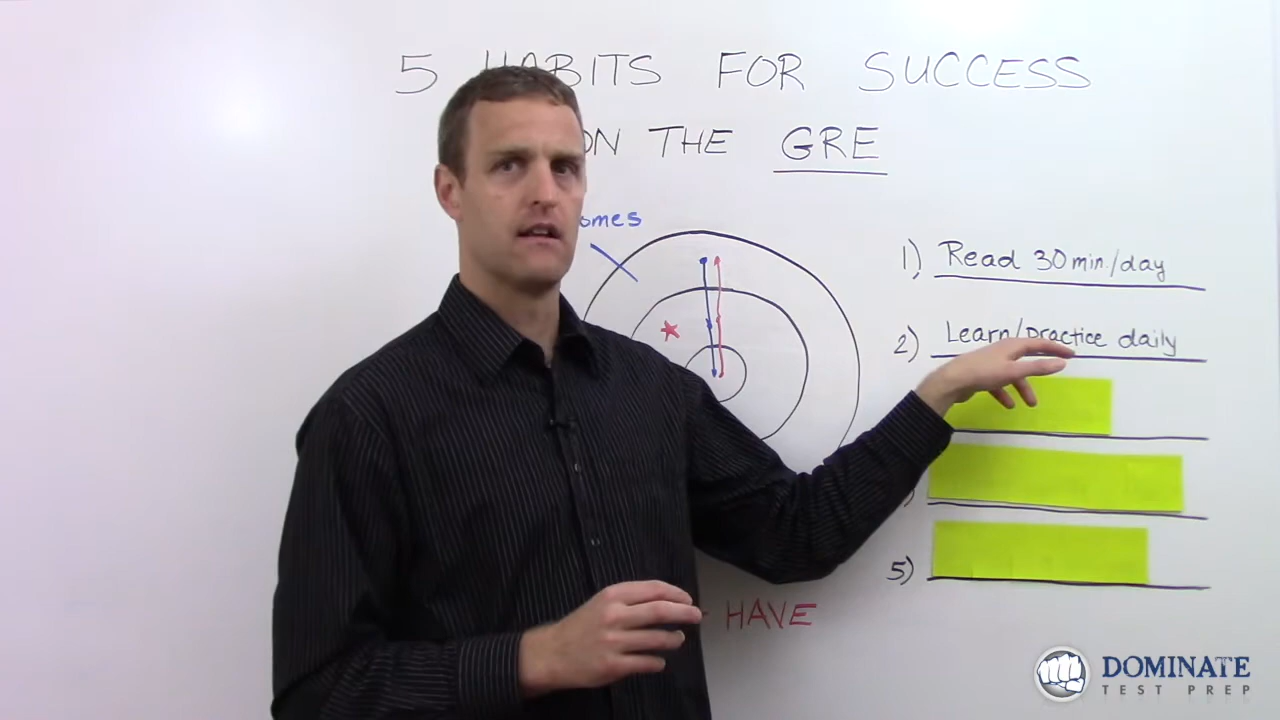 5 HABITS FOR SUCCESS
ON THE GRE
omes
1) Read 30 min./day
2) Learn/practice daily
5)
HAVE
DOMINATE
TEST PREP